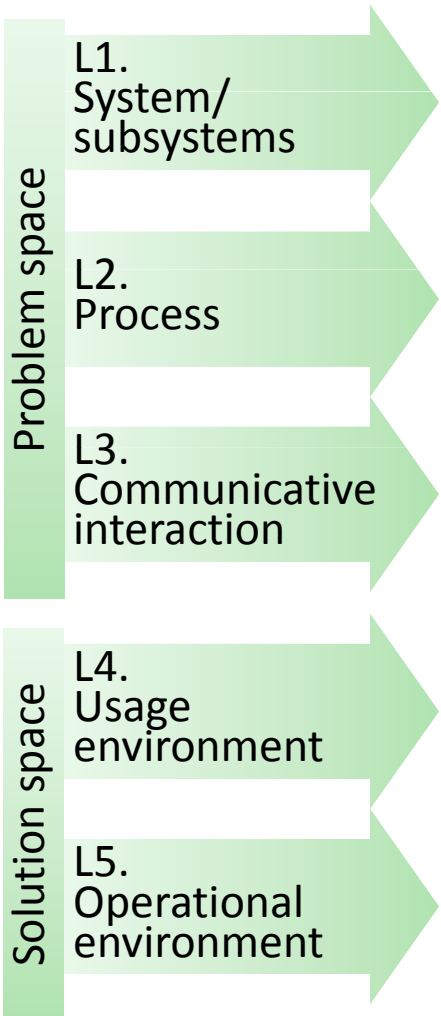 Problem space
L1.
System/
subsystems
L2.
Process
L3.
Communicative
interaction
Solution space
L4.
Usage
environment
L5.
Operational
environment